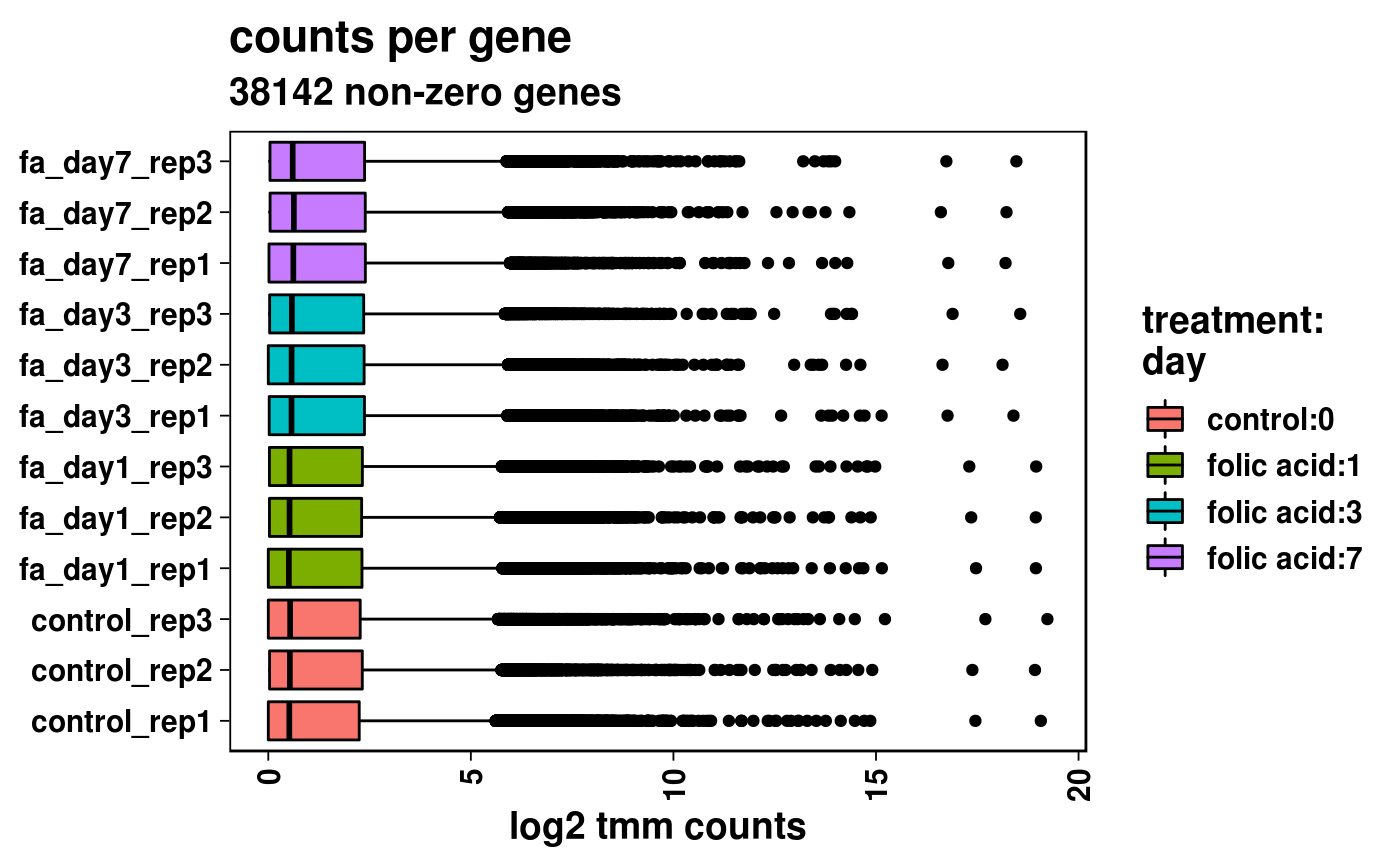 counts per gene
38142 non-zero genes
fa_day7_rep3
fa_day7_rep2
fa_day7_rep1
fa_day3_rep3
fa_day3_rep2
fa_day3_rep1
fa_day1_rep3
fa_day1_rep2
fa_day1_rep1
control_rep3
control_rep2
control_rep1
0 5 10 15 20
log2 tmm counts
treatment:
day
control:0
folic acid:1
folic acid:3
folic acid:7